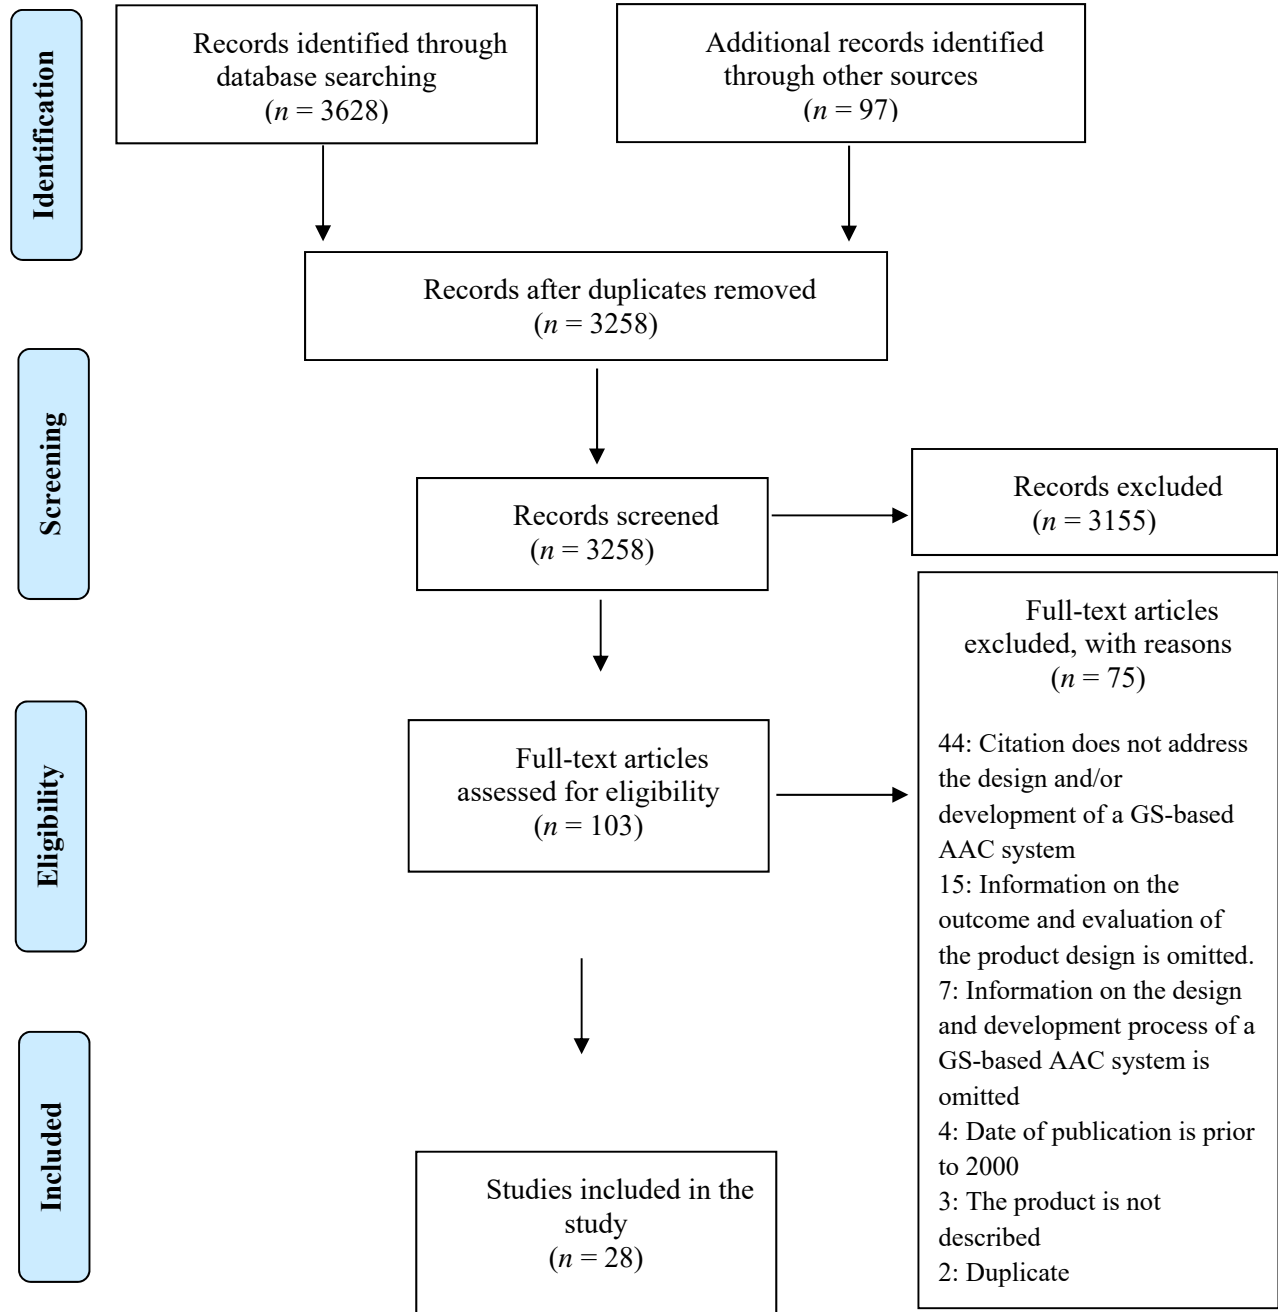 Identification
Records identified through
database searching
(n = 3628)
Additional records identified
through other sources
(n = 97)
Records after duplicates removed
(n = 3258)
Screening
Records screened
(n = 3258)
Records excluded
(n = 3155)
Eligibility
Full-text articles
assessed for eligibility
(n = 103)
Full-text articles
excluded, with reasons
(n = 75)
44: Citation does not address
the design and/or
development of a GS-based
AAC system
15: Information on the
outcome and evaluation of
the product design is omitted.
7: Information on the design
and development process of a
GS-based AAC system is
omitted
4: Date of publication is prior
to 2000
3: The product is not
described
2: Duplicate
Included
Studies included in the
study
(n = 28)